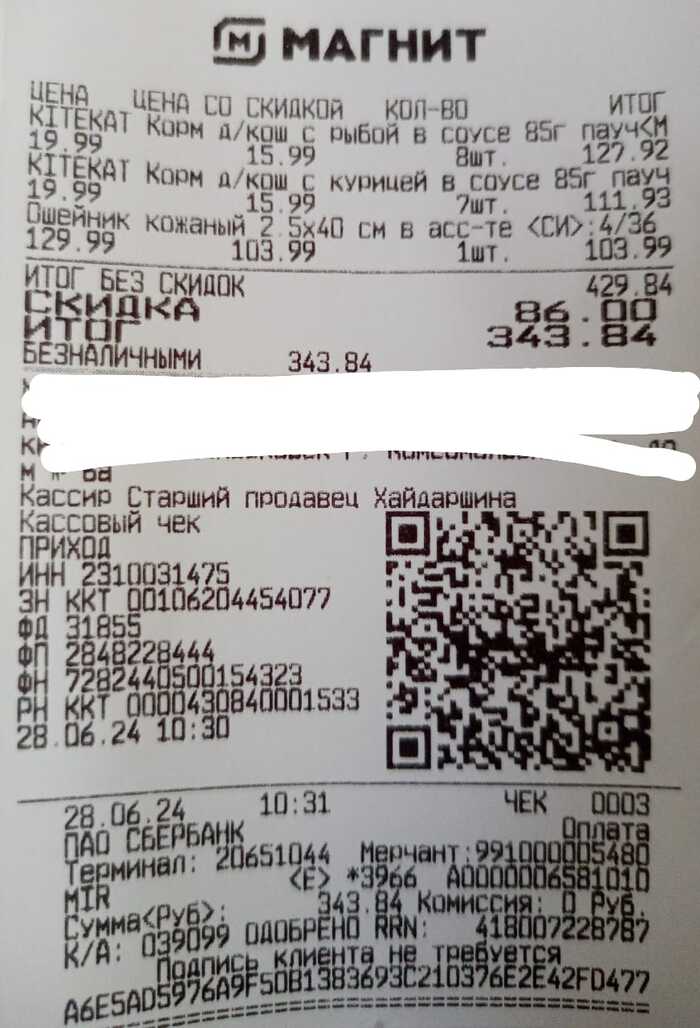 М МАГНИТ
ЦЕНА ЦЕНА СО СКИДКОЙ КОЛ-ВО ИТОГ
KITEKAT Корм д/кош с рыбой в соусе 85г пауч<М
19.99 15.99 8шт. 127.92
KITEKAT Корм д/кош с курицей в соусе 85г пауч
19.99 15.99 7шт. 111.93
Ошейник кожаный 2.5х40 см в асс-те <СИ>:4/36
129.99 103.99 1шт. 103.99
ИТОГ БЕЗ СКИДОК 429.84
СКИДКА 86.00
ИТОГ 343.84
БЕЗНАЛИЧНЫМИ 343.84
Кассир Старший продавец Хайдаршина
Кассовый чек
ПРИХОД
ИНН 2310031475
ЗН ККТ 00106204454077
ФД 31855
ФП 2848228444
ФН 7282440500154323
РН ККТ 0000430840001533
28.06.24 10:30
28.06.24 10:31 ЧЕК 0003
ПАО СБЕРБАНК Оплата
Терминал: 20651044 Мерчант:991000005480
<E> *3966 A0000006581010
MIR
Сумма<Руб>: 343.84 Комиссия: 0 Руб.
К/А: 039099 ОДОБРЕНО RRN: 418007228787
Подпись клиента не требуется
A6E5AD5976A9F50B1383693C210376E2E42FD477